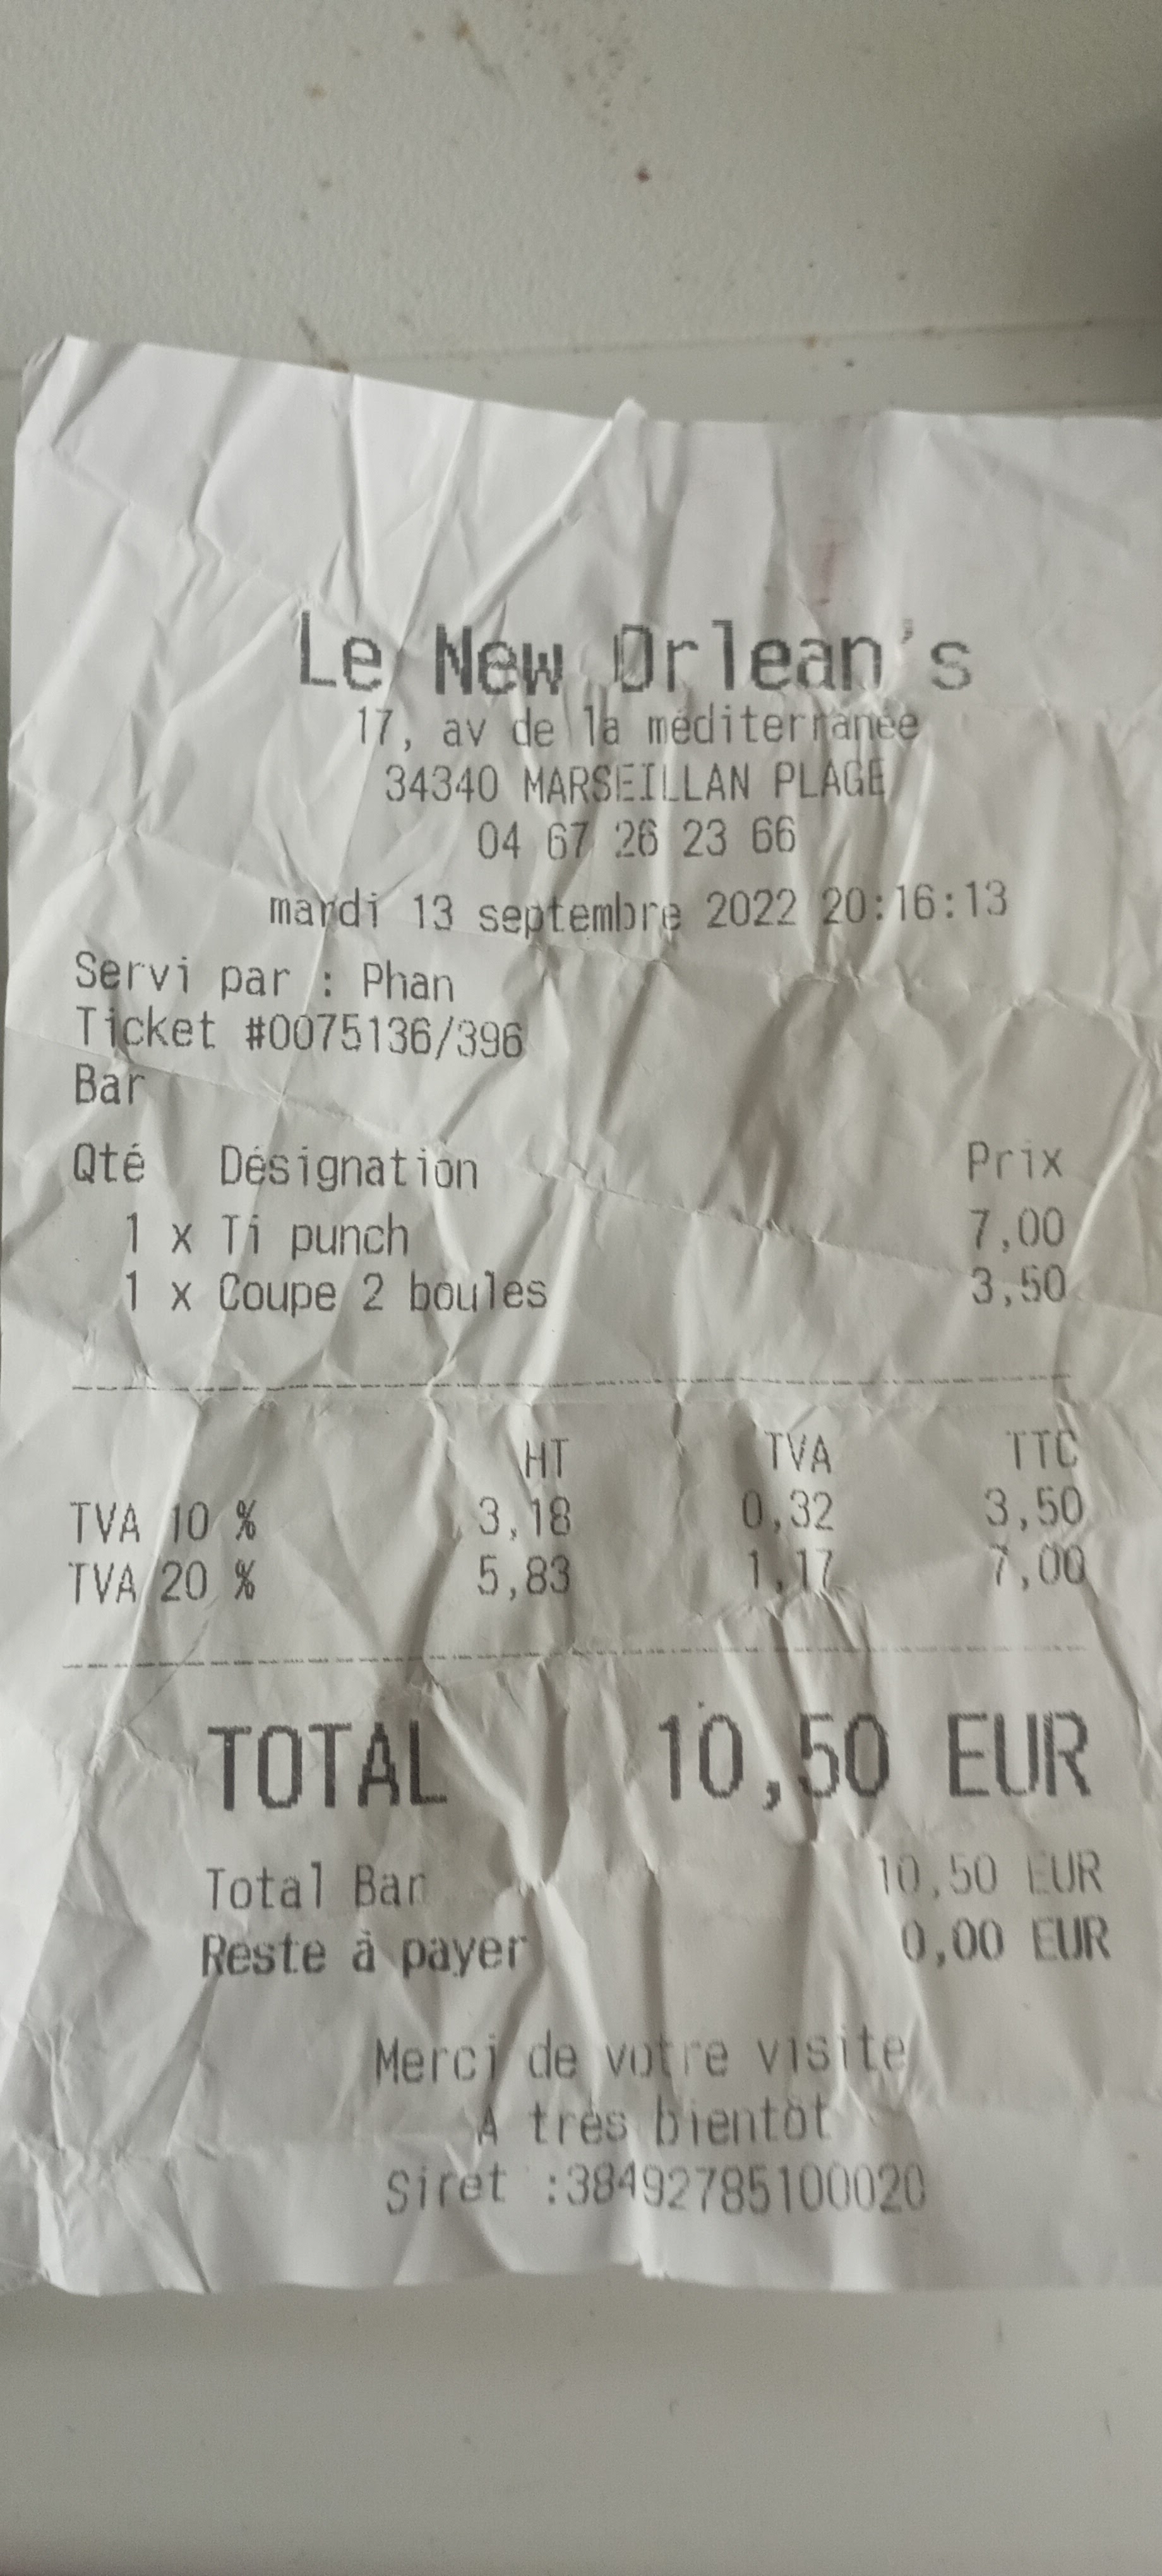 Le New Orlean's
17, av de la méditerranée
34340 MARSEILLAN PLAGE
04 67 26 23 66
mardi 13 septembre 2022 20:16:13
Servi par : Phan
Ticket #0075136/396
Bar
Qté Désignation Prix
1 x Ti punch 7,00
1 x Coupe 2 boules 3,50
HT TVA TTC
TVA 10 % 3,18 0,32 3,50
TVA 20 % 5,83 1,17 7,00
TOTAL 10,50 EUR
Total Bar 10,50 EUR
Reste à payer 0,00 EUR
Merci de votre visite
A très bientôt
Siret :38492785100020